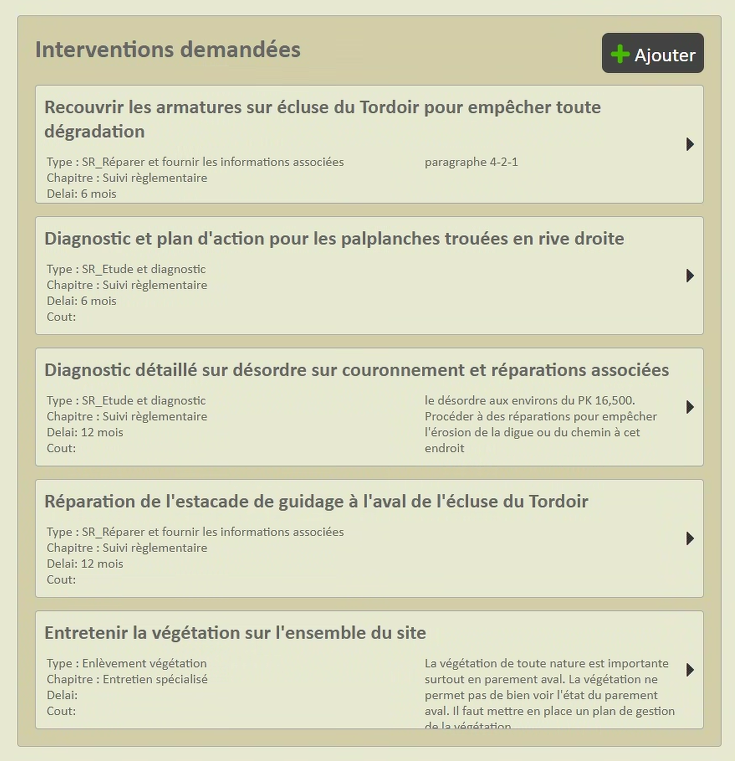 Interventions demandées
Ajouter
Recouvrir les armatures sur écluse du Tordoir pour empêcher toute
dégradation
Type : SR_Réparer et fournir les informations associées
paragraphe 4-2-1
Chapitre : Suivi règlementaire
Delai: 6 mois
Diagnostic et plan d'action pour les palplanches trouées en rive droite
Type : SR_Etude et diagnostic
Chapitre : Suivi règlementaire
Delai: 6 mois
Cout:
Diagnostic détaillé sur désordre sur couronnement et réparations associées
Type : SR_Etude et diagnostic
Chapitre : Suivi règlementaire
Delai: 12 mois
Cout:
le désordre aux environs du PK 16,500.
Procéder à des réparations pour empêcher
l'érosion de la digue ou du chemin à cet
endroit
Réparation de l'estacade de guidage à l'aval de l'écluse du Tordoir
Type : SR_Réparer et fournir les informations associées
Chapitre : Suivi règlementaire
Delai: 12 mois
Cout:
Entretenir la végétation sur l'ensemble du site
Type : Enlèvement végétation
Chapitre : Entretien spécialisé
Delai:
Cout:
La végétation de toute nature est importante
surtout en parement aval. La végétation ne
permet pas de bien voir l'état du parement
aval. Il faut mettre en place un plan de gestion
de la végétation